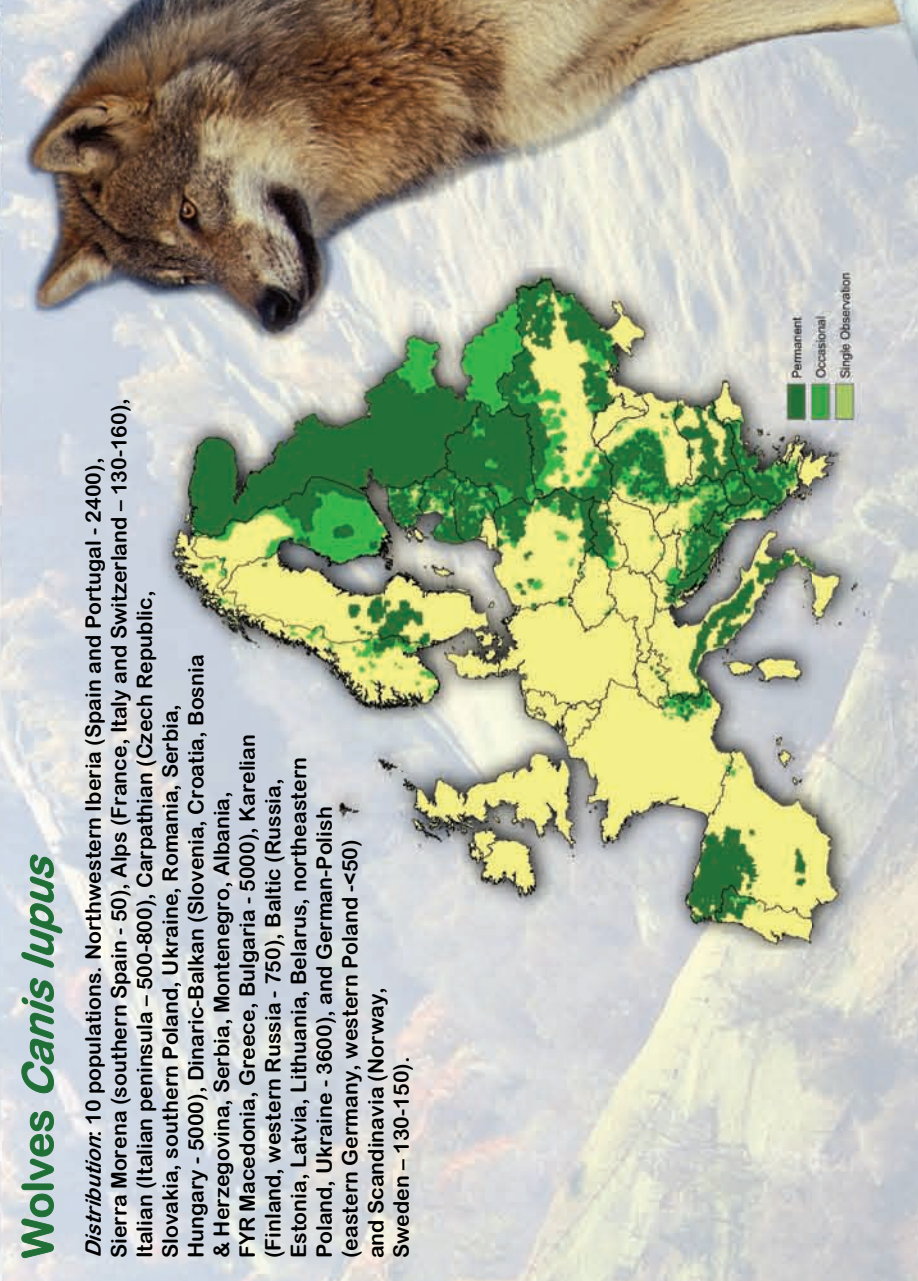 Wolves Canis lupus
Distribution: 10 populations. Northwestern Iberia (Spain and Portugal - 2400),
Sierra Morena (southern Spain - 50), Alps (France, Italy and Switzerland – 130-160),
Italian (Italian peninsula – 500-800), Carpathian (Czech Republic,
Slovakia, southern Poland, Ukraine, Romania, Serbia,
Hungary - 5000), Dinaric-Balkan (Slovenia, Croatia, Bosnia
& Herzegovina, Serbia, Montenegro, Albania,
FYR Macedonia, Greece, Bulgaria - 5000), Karelian
(Finland, western Russia - 750), Baltic (Russia,
Estonia, Latvia, Lithuania, Belarus, northeastern
Poland, Ukraine - 3600), and German-Polish
(eastern Germany, western Poland -<50)
and Scandinavia (Norway,
Sweden – 130-150).
Permanent
Occasional
Single Observation